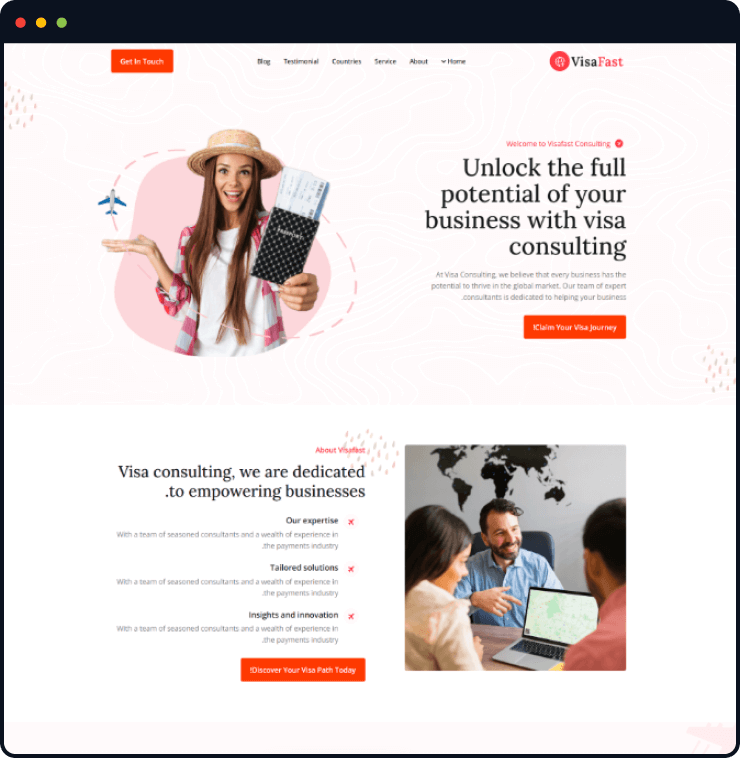 Get In Touch
Blog Testimonial Countries Service About Home
VisaFast
Welcome to Visafast Consulting
Unlock the full
potential of your
business with visa
consulting
At Visa Consulting, we believe that every business has the
potential to thrive in the global market. Our team of expert
.consultants is dedicated to helping your business
!Claim Your Visa Journey
About Visafast
Visa consulting, we are dedicated
.to empowering businesses
Our expertise
With a team of seasoned consultants and a wealth of experience in
.the payments industry
Tailored solutions
With a team of seasoned consultants and a wealth of experience in
.the payments industry
Insights and innovation
With a team of seasoned consultants and a wealth of experience in
.the payments industry
!Discover Your Visa Path Today